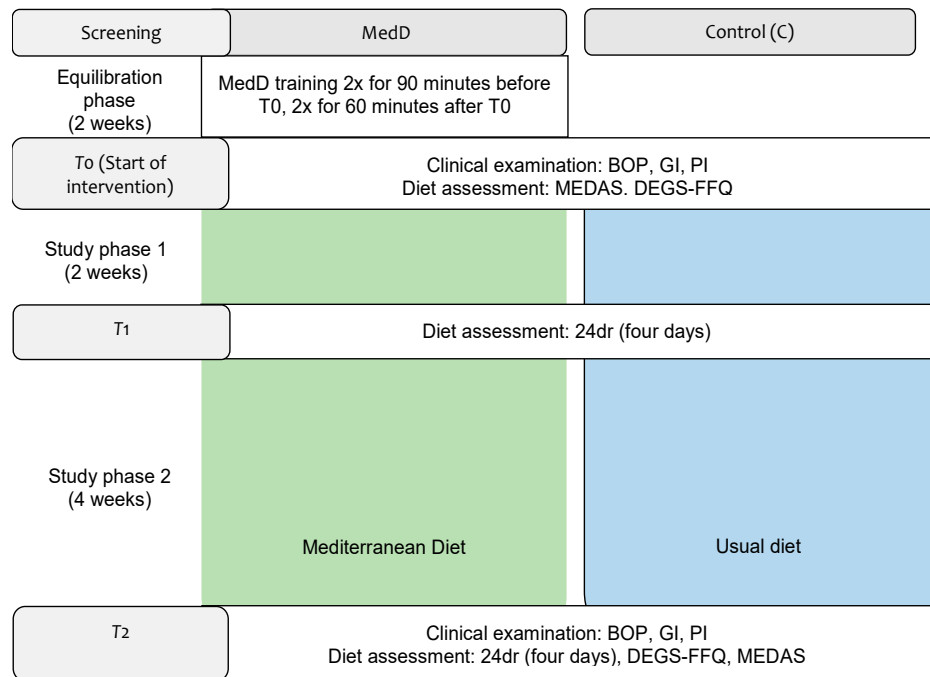 Screening
MedD
Control (C)
Equilibration
phase
(2 weeks)
MedD training 2x for 90 minutes before
T0, 2x for 60 minutes after T0
T0 (Start of
intervention)
Clinical examination: BOP, GI, PI
Diet assessment: MEDAS. DEGS-FFQ
Study phase 1
(2 weeks)
T1
Diet assessment: 24dr (four days)
Study phase 2
(4 weeks)
Mediterranean Diet
Usual diet
T2
Clinical examination: BOP, GI, PI
Diet assessment: 24dr (four days), DEGS-FFQ, MEDAS